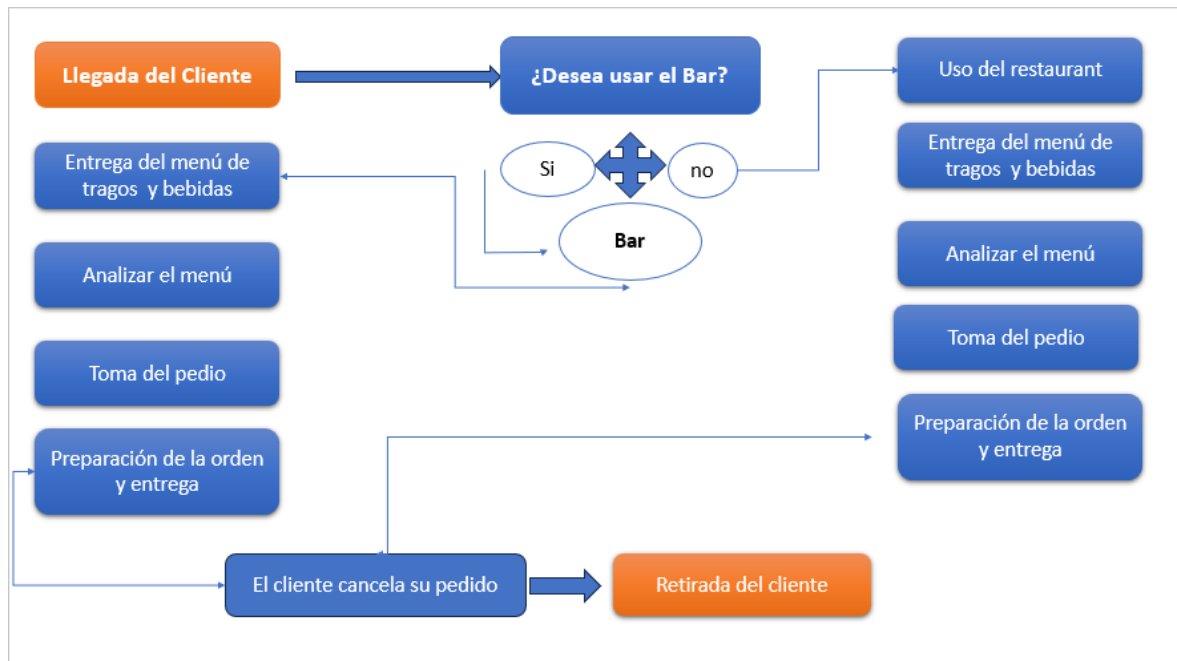 Llegada del Cliente
¿Desea usar el Bar?
Uso del restaurant
Entrega del menú de
tragos y bebidas
Si
no
Bar
Entrega del menú de
tragos y bebidas
Analizar el menú
Analizar el menú
Toma del pedio
Toma del pedio
Preparación de la orden
y entrega
Preparación de la orden
y entrega
El cliente cancela su pedido
Retirada del cliente